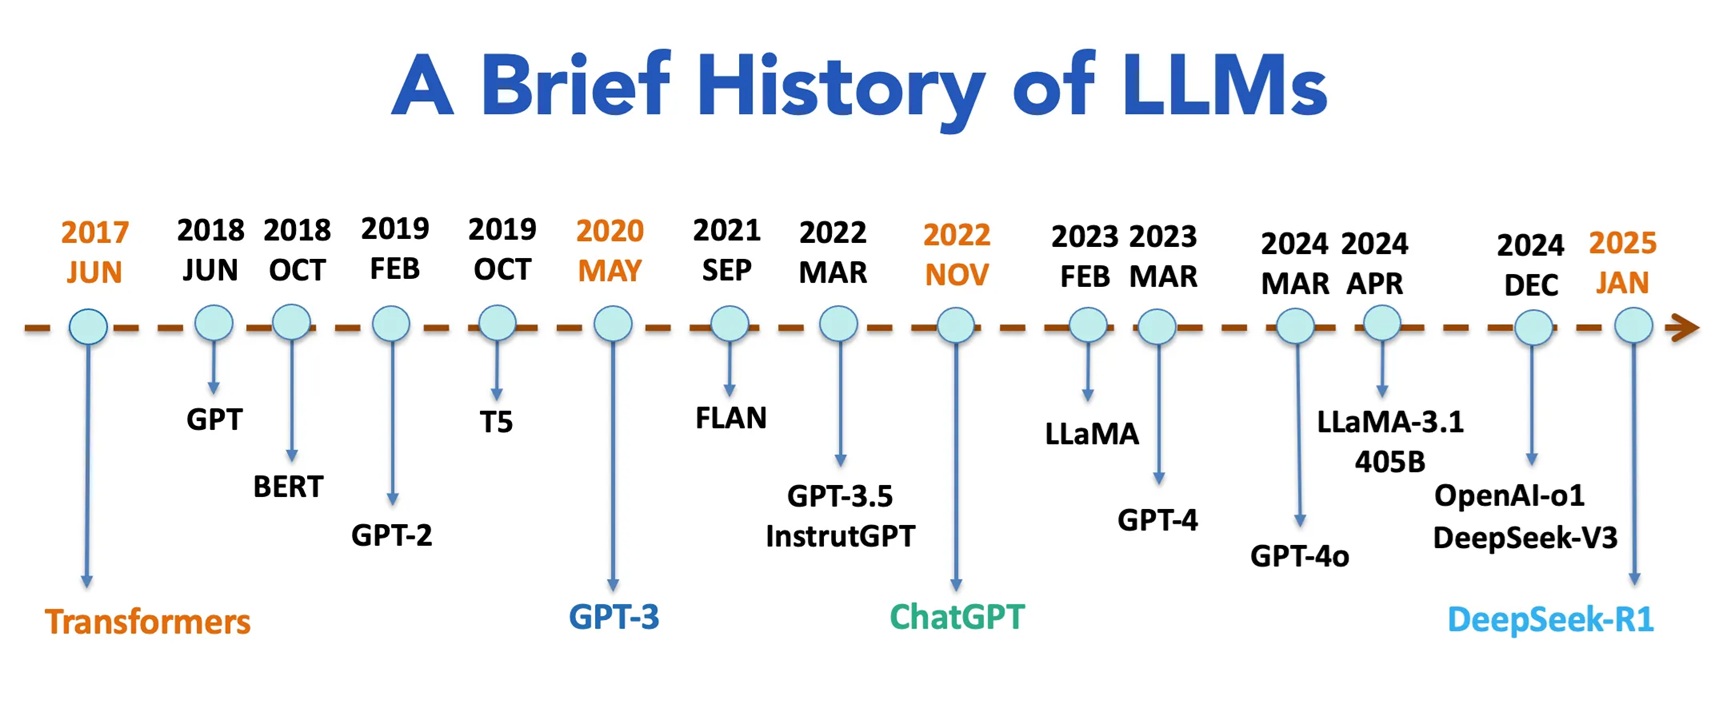 A Brief History of LLMs
2017
JUN
2018
JUN
2018
OCT
2019
FEB
2019
OCT
2020
MAY
2021
SEP
2022
MAR
2022
NOV
2023
FEB
2023
MAR
2024
MAR
2024
APR
2024
DEC
2025
JAN
Transformers
GPT
BERT
GPT-2
T5
GPT-3
FLAN
GPT-3.5
InstrutGPT
ChatGPT
LLaMA
GPT-4
GPT-4o
LLaMA-3.1
405B
OpenAI-o1
DeepSeek-V3
DeepSeek-R1